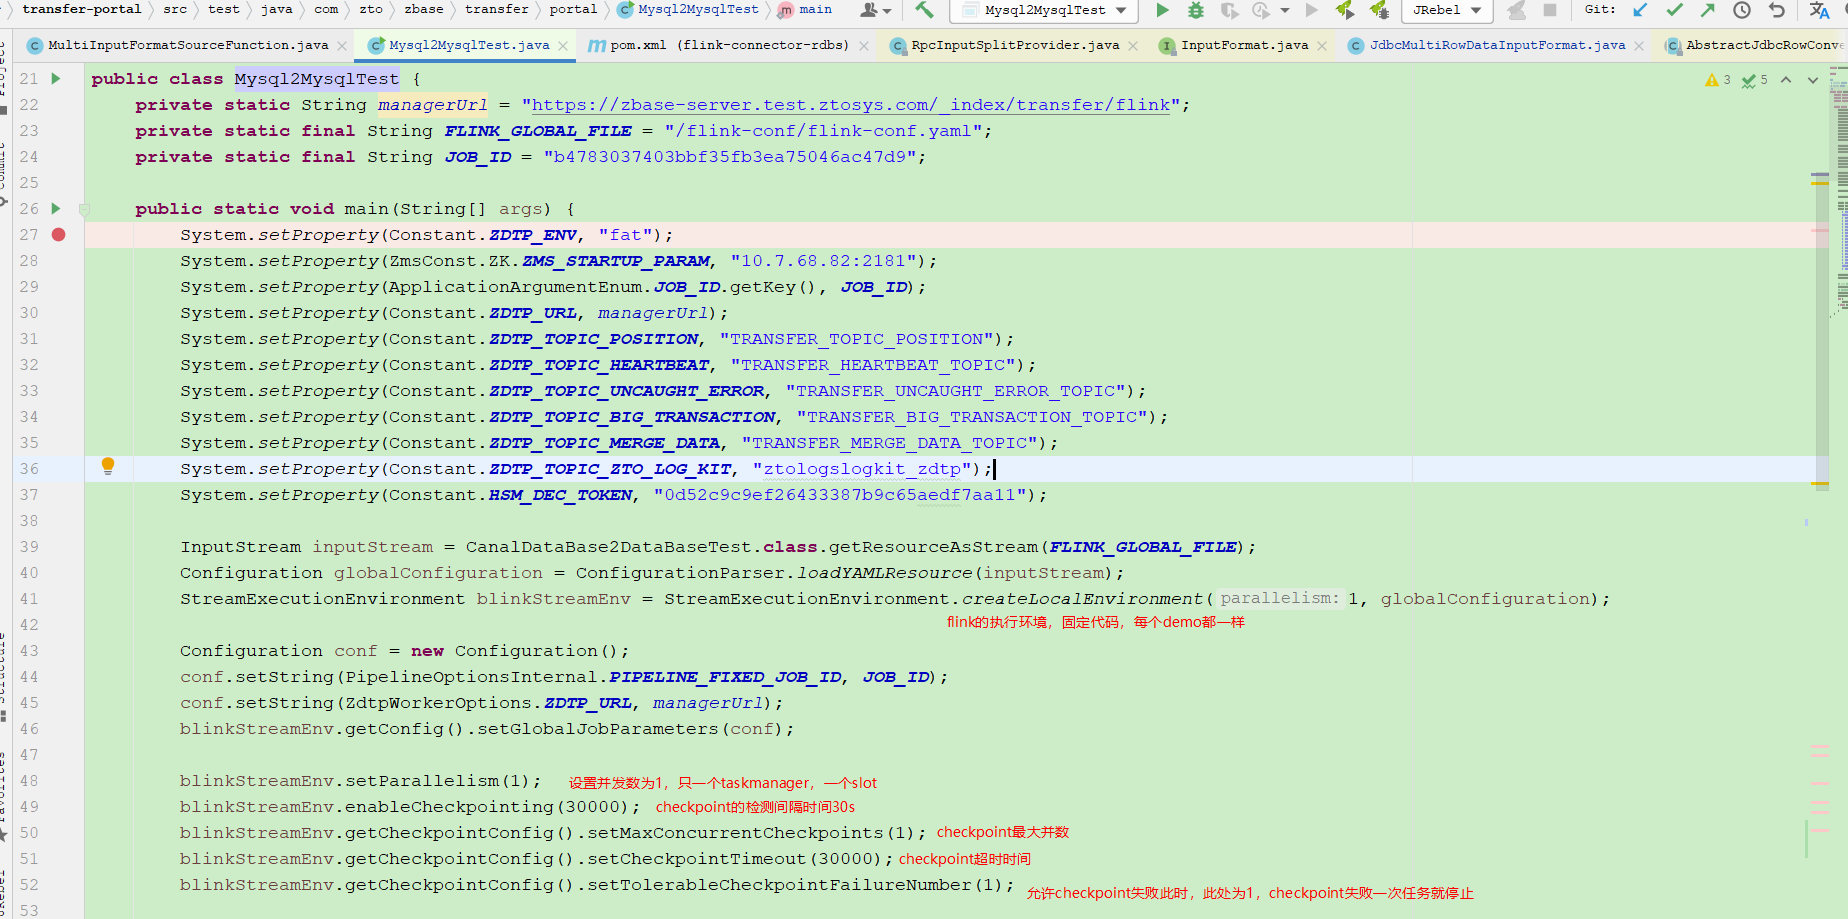 transfer-portal src test java com zto zbase transfer portal Mysql2MysqlTest main Mysql2MysqlTest JRebel Git:
MultiInputFormatSourceFunction.java Mysql2MysqlTest.java pom.xml (flink-connector-rdbs) RpcInputSplitProvider.java InputFormat.java JdbcMultiRowDataInputFormat.java AbstractJdbcRowConve
21 public class Mysql2MysqlTest { 3 5
22 private static String managerUrl = "https://zbase-server.test.ztosys.com/_index/transfer/flink";
23 private static final String FLINK_GLOBAL_FILE = "/flink-conf/flink-conf.yaml";
24 private static final String JOB_ID = "b4783037403bbf35fb3ea75046ac47d9";
25
26 public static void main(String[] args) {
27 System.setProperty(Constant.ZDTP_ENV, "fat");
28 System.setProperty(ZmsConst.ZK.ZMS_STARTUP_PARAM, "10.7.68.82:2181");
29 System.setProperty(ApplicationArgumentEnum.JOB_ID.getKey(), JOB_ID);
30 System.setProperty(Constant.ZDTP_URL, managerUrl);
31 System.setProperty(Constant.ZDTP_TOPIC_POSITION, "TRANSFER_TOPIC_POSITION");
32 System.setProperty(Constant.ZDTP_TOPIC_HEARTBEAT, "TRANSFER_HEARTBEAT_TOPIC");
33 System.setProperty(Constant.ZDTP_TOPIC_UNCAUGHT_ERROR, "TRANSFER_UNCAUGHT_ERROR_TOPIC");
34 System.setProperty(Constant.ZDTP_TOPIC_BIG_TRANSACTION, "TRANSFER_BIG_TRANSACTION_TOPIC");
35 System.setProperty(Constant.ZDTP_TOPIC_MERGE_DATA, "TRANSFER_MERGE_DATA_TOPIC");
36 System.setProperty(Constant.ZDTP_TOPIC_ZTO_LOG_KIT, "ztologslogkit_zdtp");
37 System.setProperty(Constant.HSM_DEC_TOKEN, "0d52c9c9ef26433387b9c65aedf7aa11");
38
39 InputStream inputStream = CanalDataBase2DataBaseTest.class.getResourceAsStream(FLINK_GLOBAL_FILE);
40 Configuration globalConfiguration = ConfigurationParser.loadYAMLResource(inputStream);
41 StreamExecutionEnvironment blinkStreamEnv = StreamExecutionEnvironment.createLocalEnvironment( parallelism: 1, globalConfiguration);
42 flink的执行环境，固定代码，每个demo都一样
43 Configuration conf = new Configuration();
44 conf.setString(PipelineOptionsInternal.PIPELINE_FIXED_JOB_ID, JOB_ID);
45 conf.setString(ZdtpWorkerOptions.ZDTP_URL, managerUrl);
46 blinkStreamEnv.getConfig().setGlobalJobParameters(conf);
47
48 blinkStreamEnv.setParallelism(1); 设置并发数为1，只一个taskmanager，一个slot
49 blinkStreamEnv.enableCheckpointing(30000); checkpoint的检测间隔时间30s
50 blinkStreamEnv.getCheckpointConfig().setMaxConcurrentCheckpoints(1); checkpoint最大并数
51 blinkStreamEnv.getCheckpointConfig().setCheckpointTimeout(30000); checkpoint超时时间
52 blinkStreamEnv.getCheckpointConfig().setTolerableCheckpointFailureNumber(1); 允许checkpoint失败此时，此处为1，checkpoint失败一次任务就停止
53